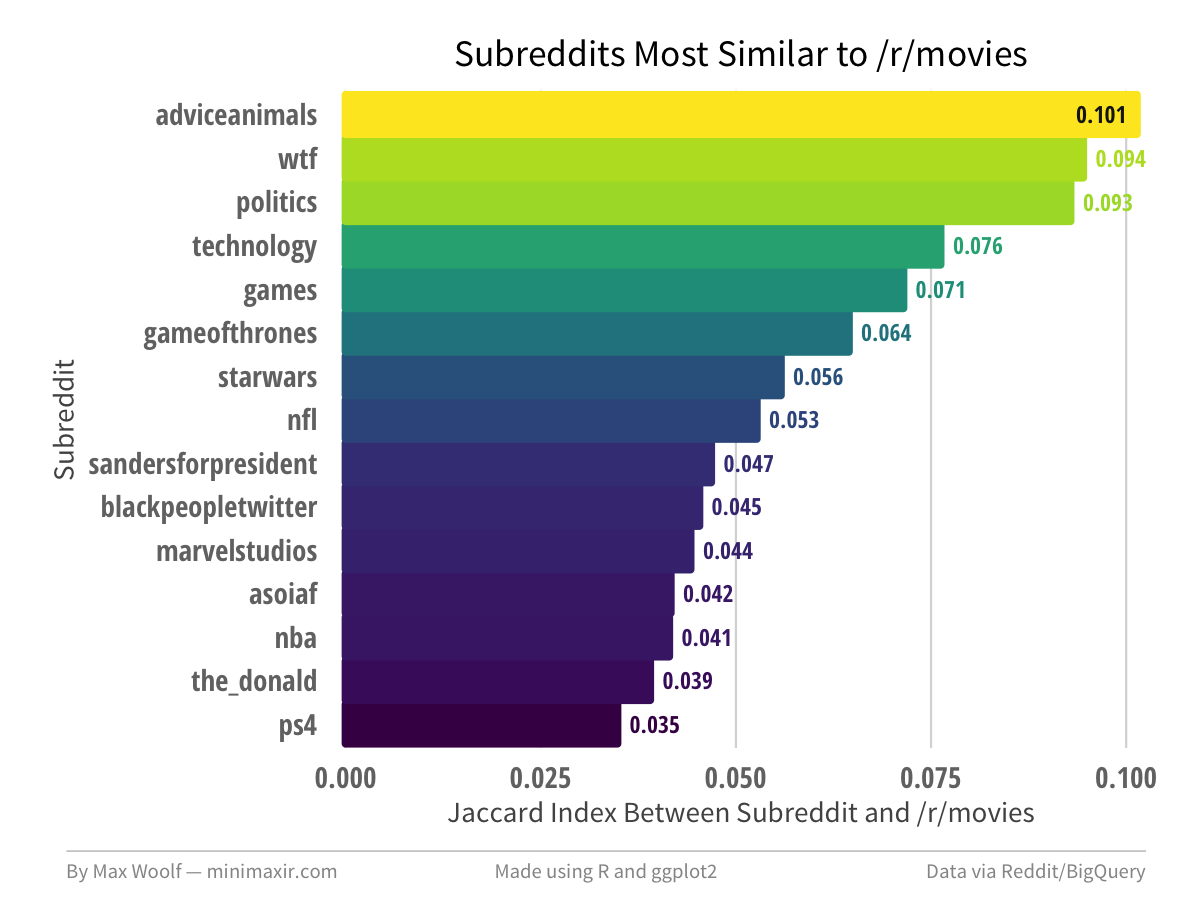 Subreddits Most Similar to /r/movies
adviceanimals 0.101
wtf 0.094
politics 0.093
technology 0.076
games 0.071
gameofthrones 0.064
starwars 0.056
nfl 0.053
sandersforpresident 0.047
blackpeopletwitter 0.045
marvelstudios 0.044
asoiaf 0.042
nba 0.041
the_donald 0.039
ps4 0.035
Subreddit
0.000 0.025 0.050 0.075 0.100
Jaccard Index Between Subreddit and /r/movies
By Max Woolf — minimaxir.com Made using R and ggplot2 Data via Reddit/BigQuery